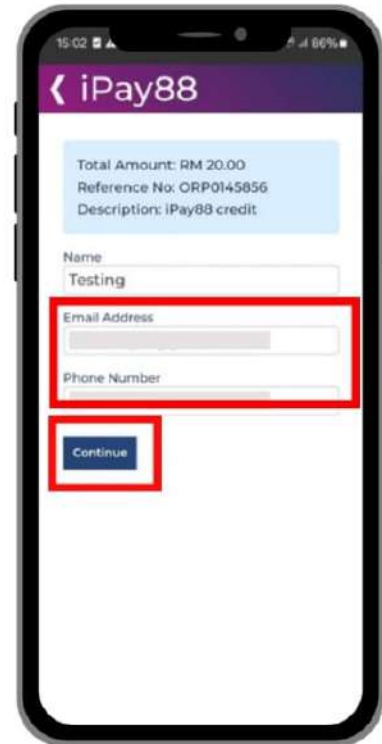 15:02
86%
iPay88
Total Amount: RM 20.00
Reference No: ORP0145856
Description: iPay88 credit
Name
Testing
Email Address
Phone Number
Continue